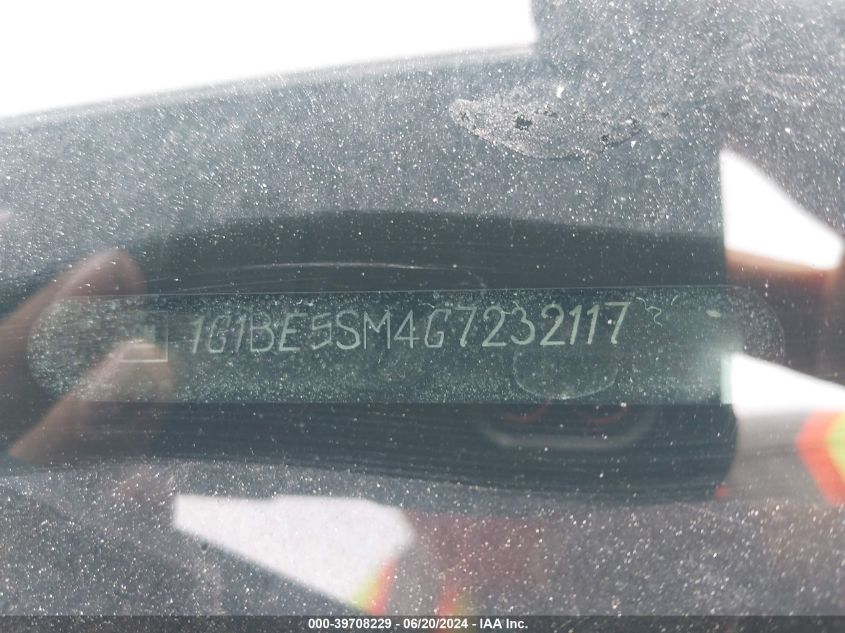 1G1BE5SM4G7232117
000-39708229 - 06/20/2024 - IAA Inc.